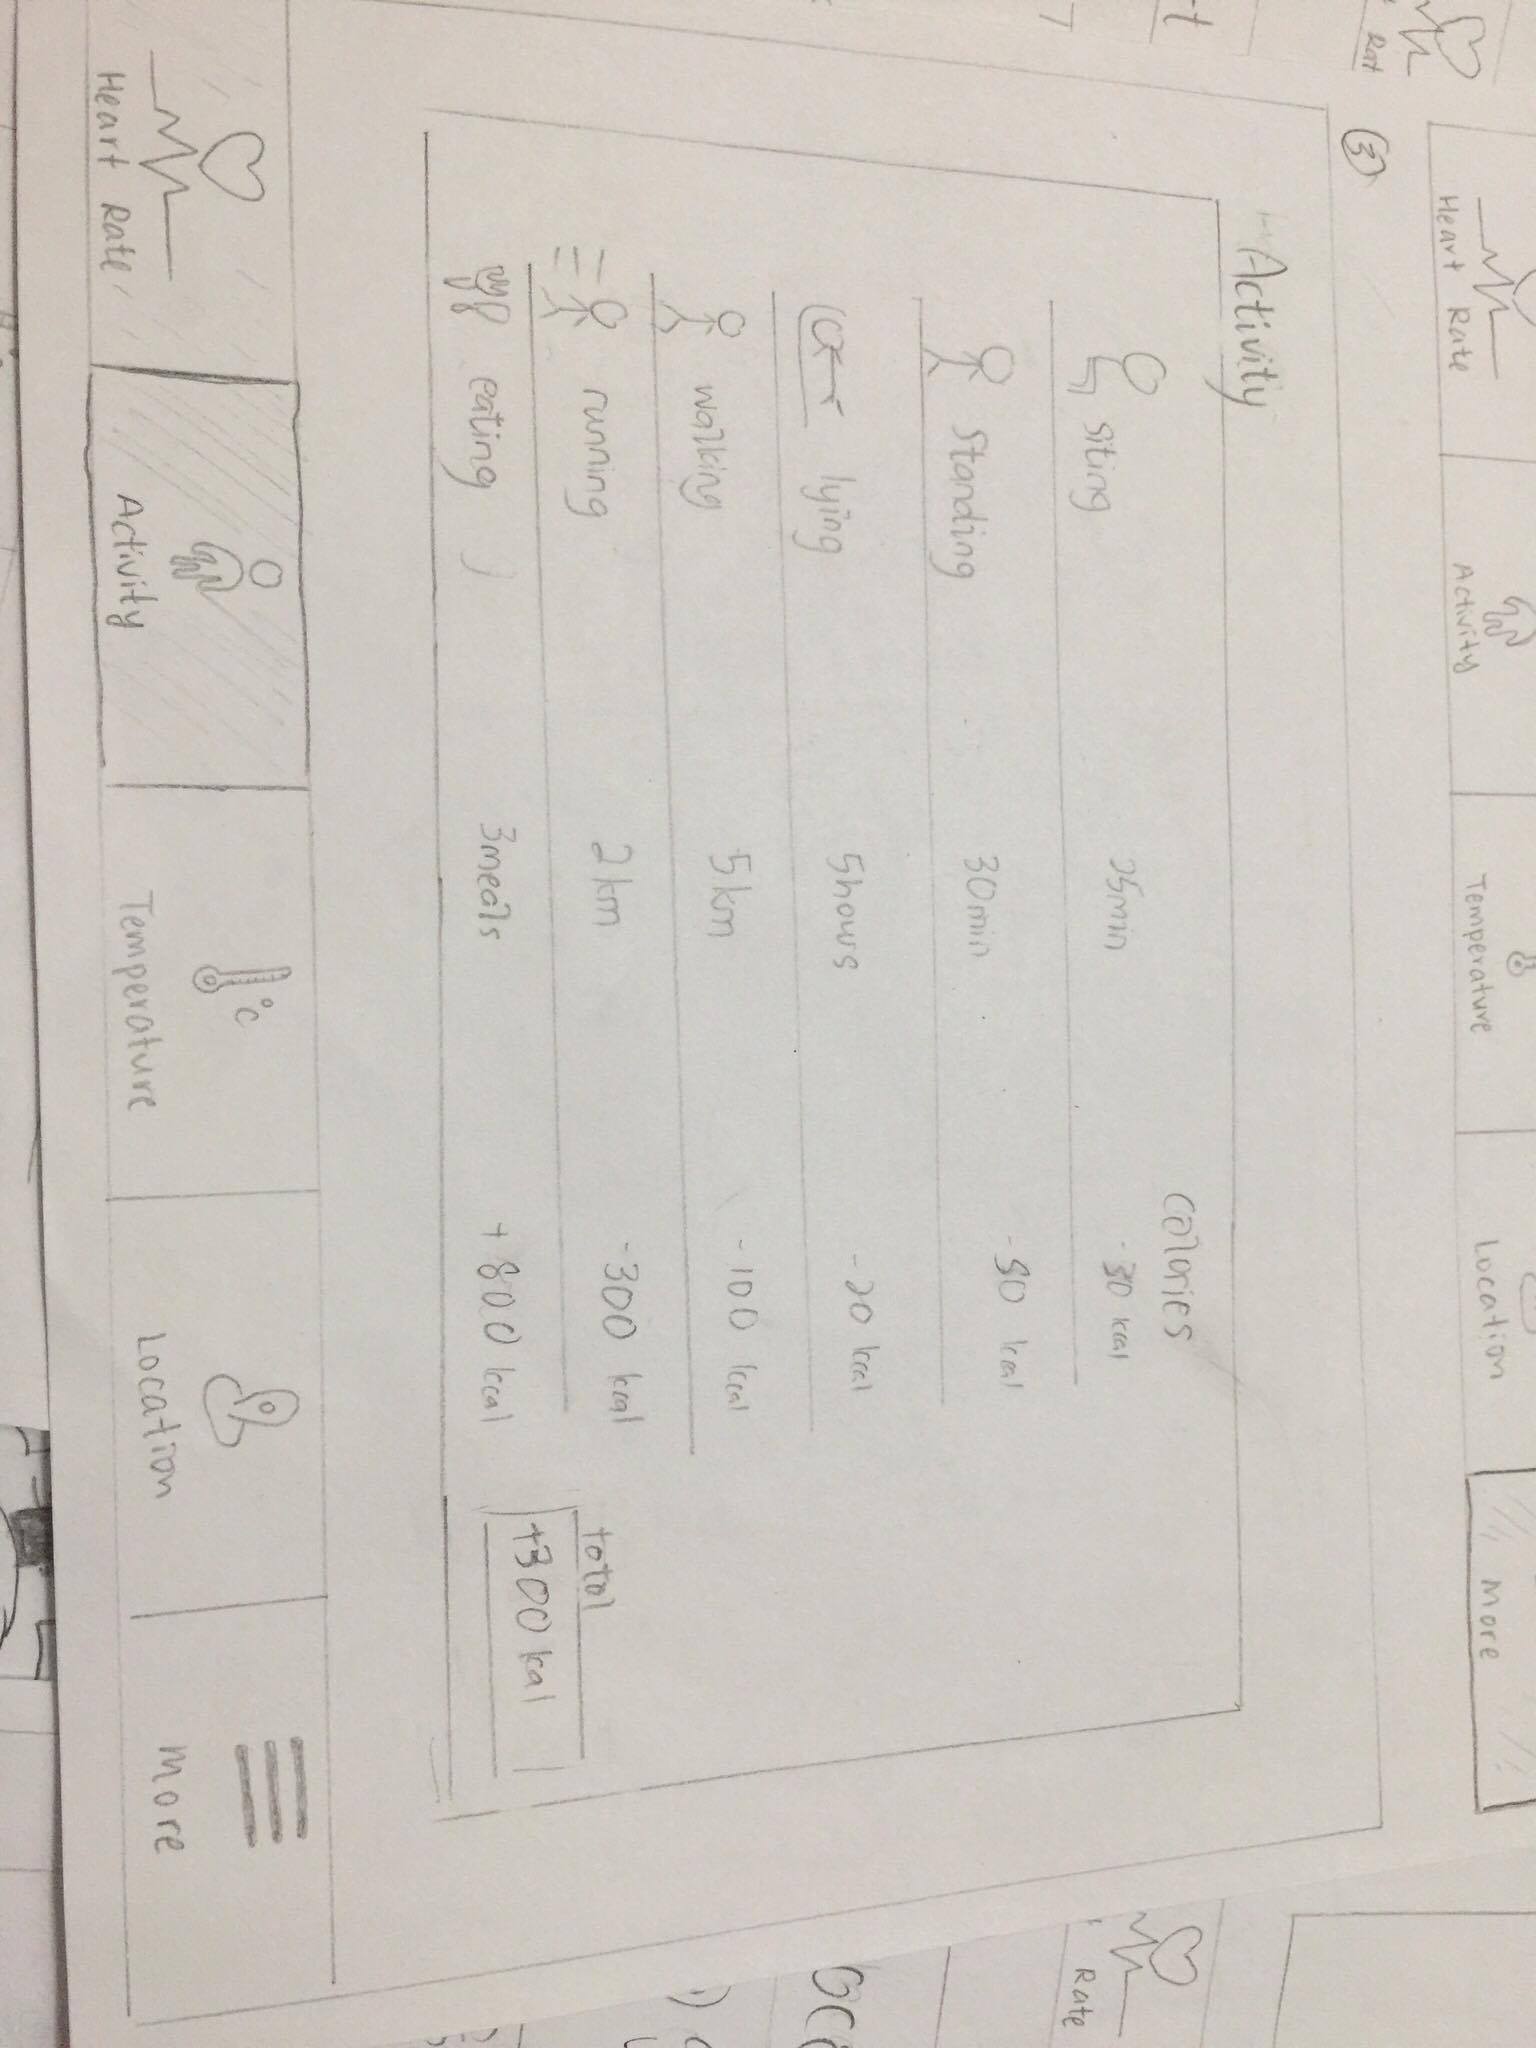 Heart Rate Activity Temperature Location More
3
Activity
calories
siting 25min -30 kcal
standing 30min -50 kcal
lying 5hours -20 kcal
walking 5km -100 kcal
running 2km -300 kcal
eating 3meals +800 kcal
total
+300 kcal
Heart Rate Activity Temperature Location More
°C
Rate